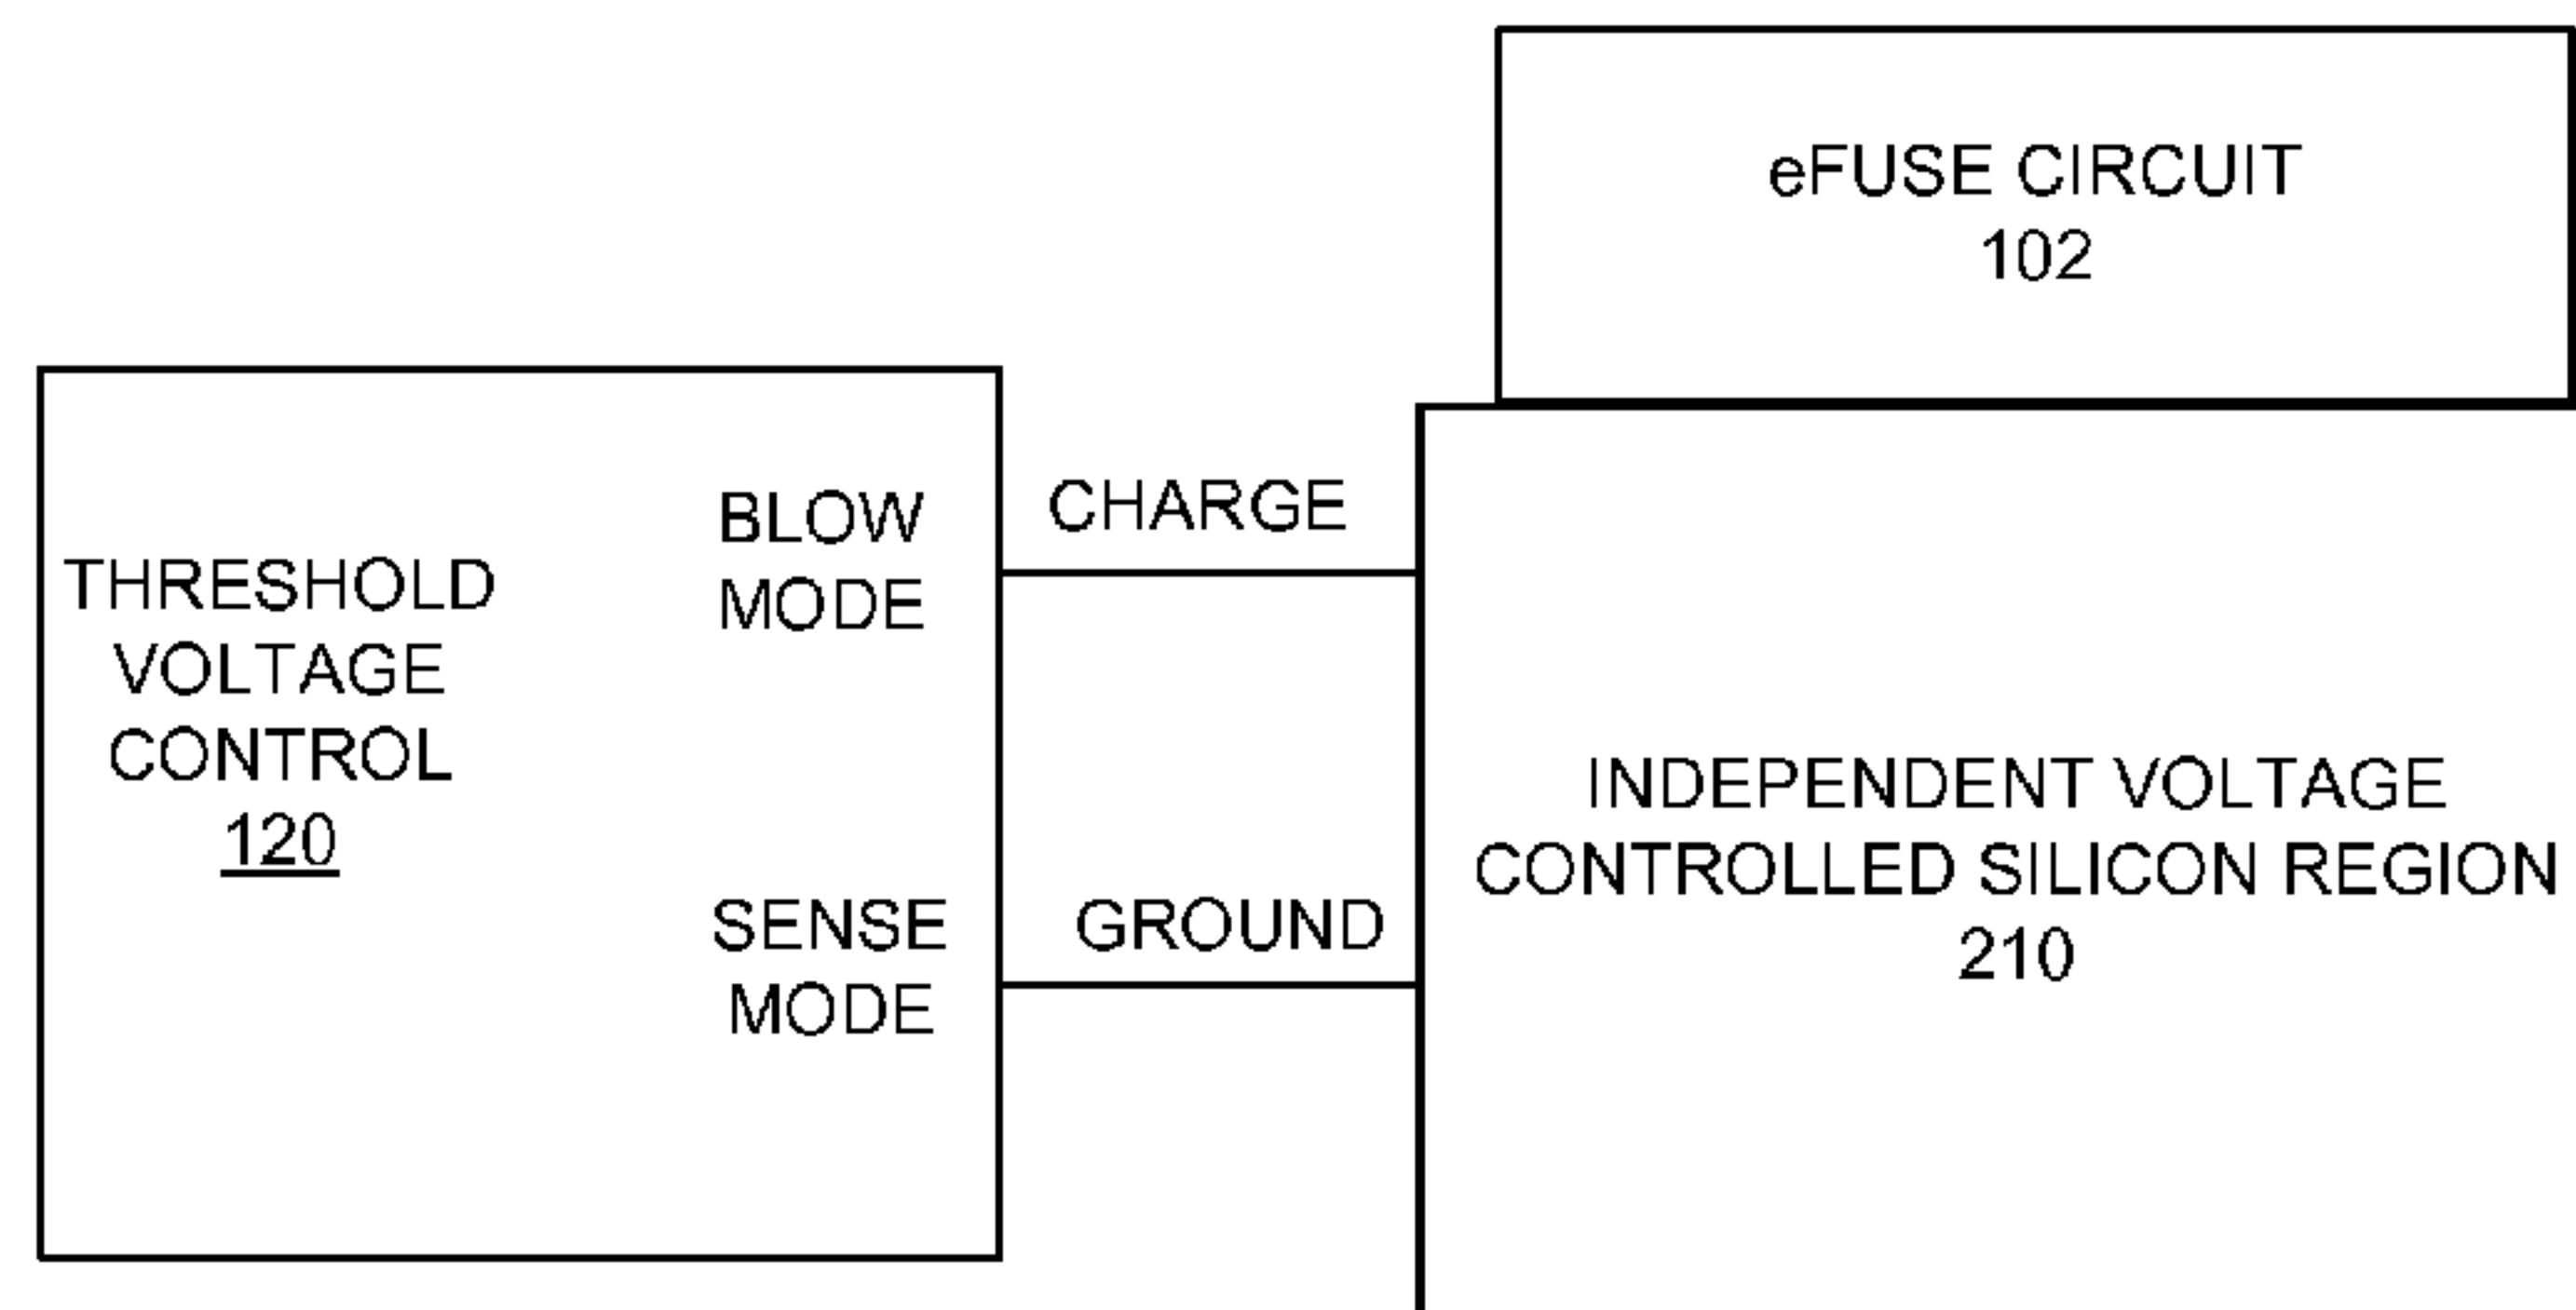 eFUSE CIRCUIT
102
THRESHOLD
VOLTAGE
CONTROL
120
BLOW
MODE
SENSE
MODE
CHARGE
GROUND
INDEPENDENT VOLTAGE
CONTROLLED SILICON REGION
210